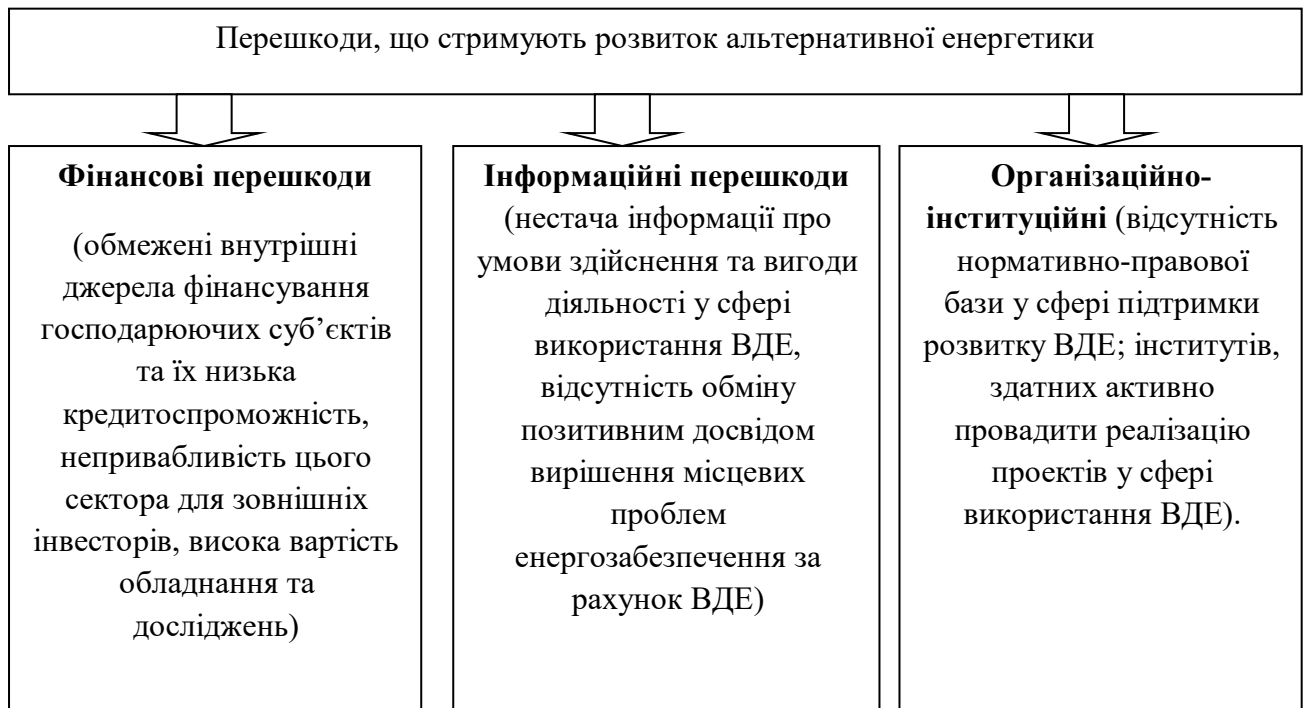 Перешкоди, що стримують розвиток альтернативної енергетики
Фінансові перешкоди
(обмежені внутрішні
джерела фінансування
господарюючих суб’єктів
та їх низька
кредитоспроможність,
непривабливість цього
сектора для зовнішніх
інвесторів, висока вартість
обладнання та
досліджень)
Інформаційні перешкоди
(нестача інформації про
умови здійснення та вигоди
діяльності у сфері
використання ВДЕ,
відсутність обміну
позитивним досвідом
вирішення місцевих
проблем
енергозабезпечення за
рахунок ВДЕ)
Організаційно-
інституційні (відсутність
нормативно-правової
бази у сфері підтримки
розвитку ВДЕ; інститутів,
здатних активно
провадити реалізацію
проектів у сфері
використання ВДЕ).